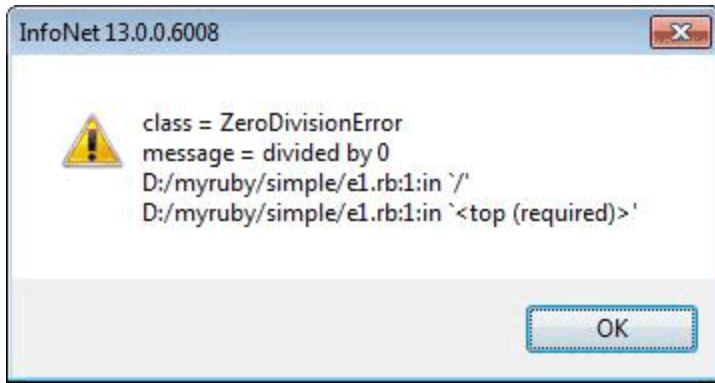 InfoNet 13.0.0.6008
class = ZeroDivisionError
message = divided by 0
D:/myruby/simple/e1.rb:1:in `/'
D:/myruby/simple/e1.rb:1:in `<top (required)>'
OK